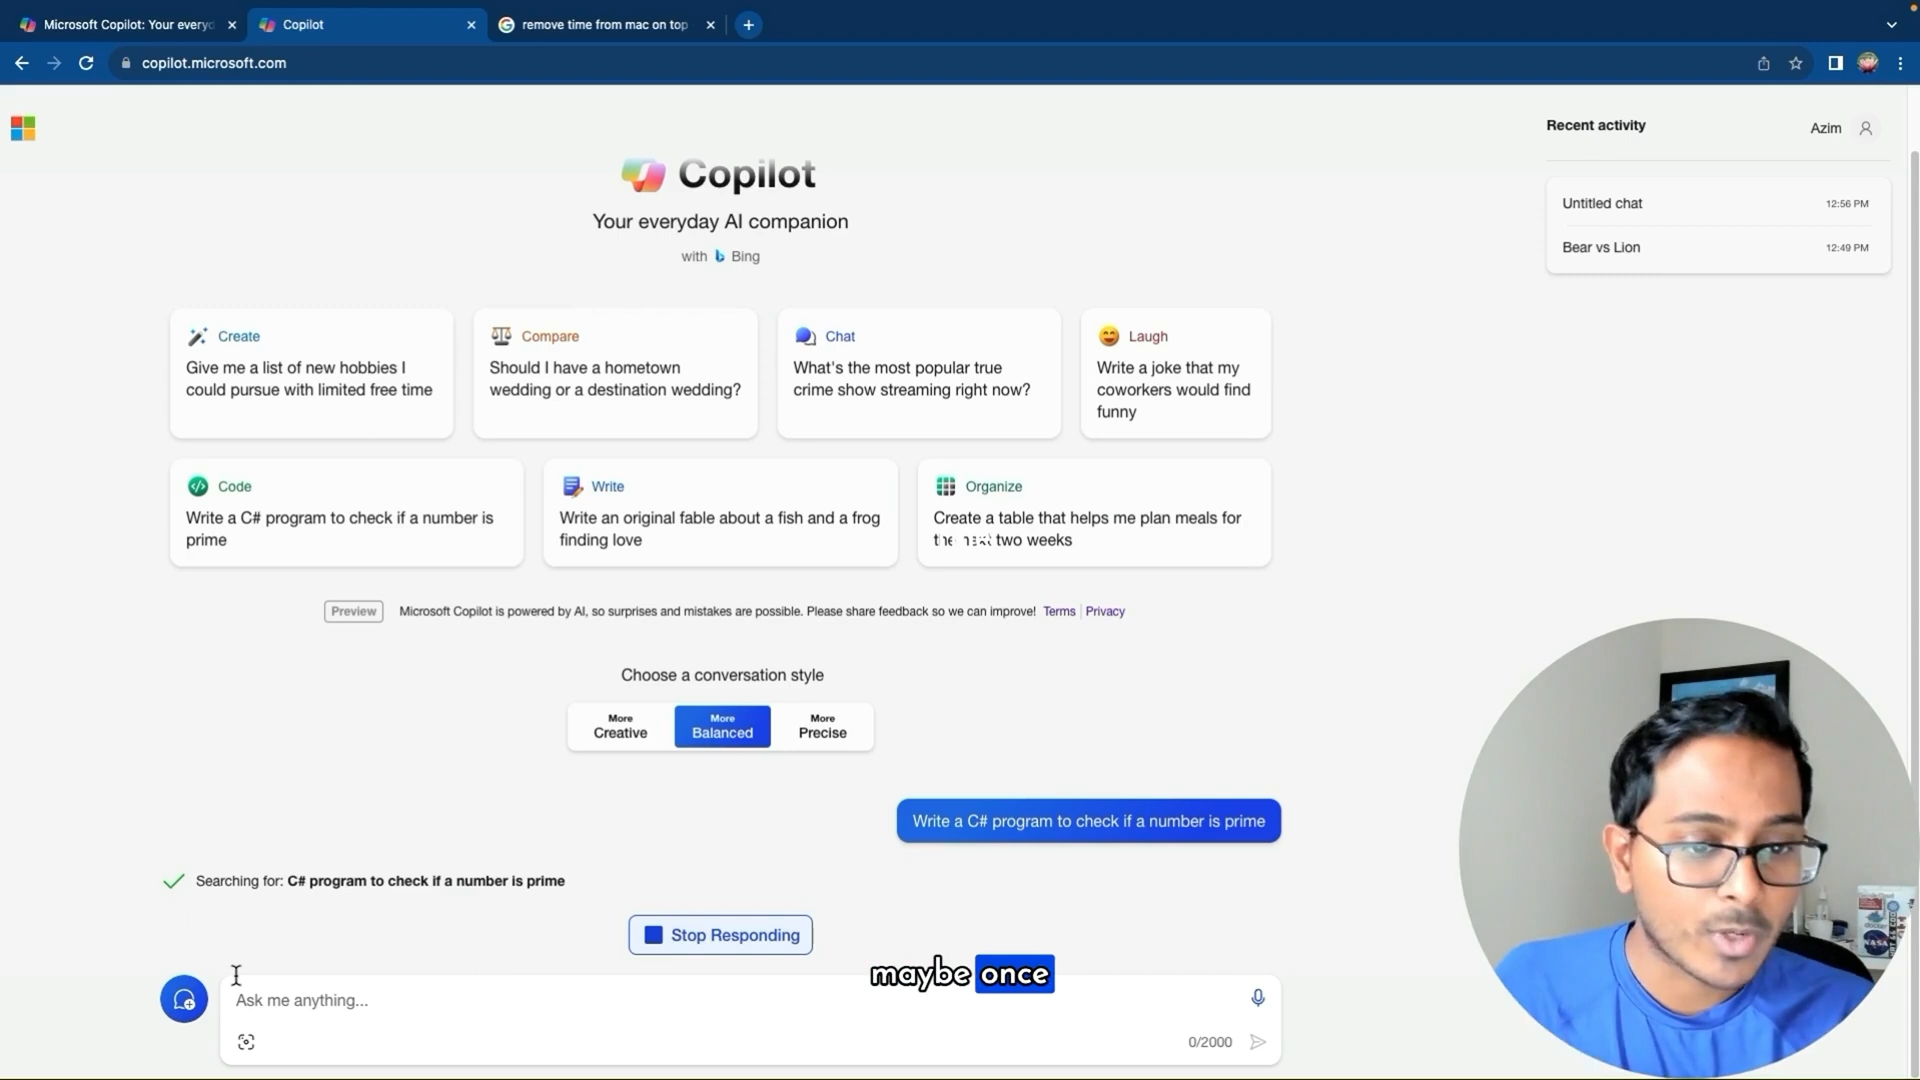 Microsoft Copilot: Your everyd
Copilot
remove time from mac on top
copilot.microsoft.com
Recent activity
Azim
Copilot
Your everyday AI companion
with Bing
Untitled chat
12:56 PM
Bear vs Lion
12:49 PM
Create
Give me a list of new hobbies I
could pursue with limited free time
Compare
Should I have a hometown
wedding or a destination wedding?
Chat
What's the most popular true
crime show streaming right now?
Laugh
Write a joke that my
coworkers would find
funny
Code
Write a C# program to check if a number is
prime
Write
Write an original fable about a fish and a frog
finding love
Organize
Create a table that helps me plan meals for
the two weeks
Preview
Microsoft Copilot is powered by AI, so surprises and mistakes are possible. Please share feedback so we can improve! Terms Privacy
Choose a conversation style
More
Creative
More
Balanced
More
Precise
Write a C# program to check if a number is prime
Searching for: C# program to check if a number is prime
Stop Responding
maybe once
Ask me anything...
0/2000
NASA